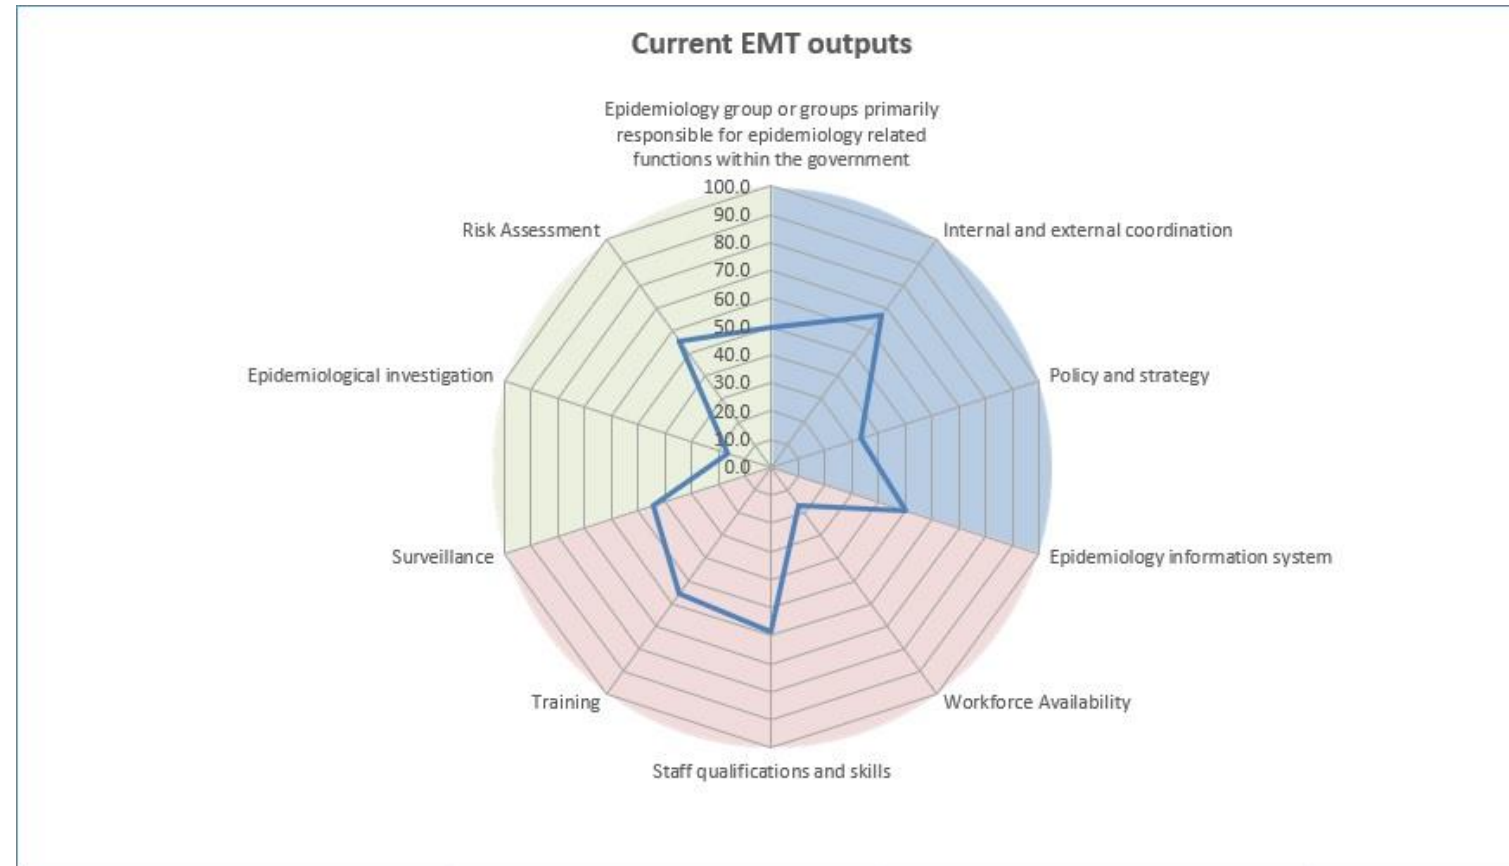 Current EMT outputs
Epidemiology group or groups primarily
responsible for epidemiology related
functions within the government
100.0
90.0
80.0
70.0
60.0
50.0
40.0
30.0
20.0
10.0
0.0
Internal and external coordination
Policy and strategy
Epidemiology information system
Workforce Availability
Staff qualifications and skills
Training
Surveillance
Epidemiological investigation
Risk Assessment